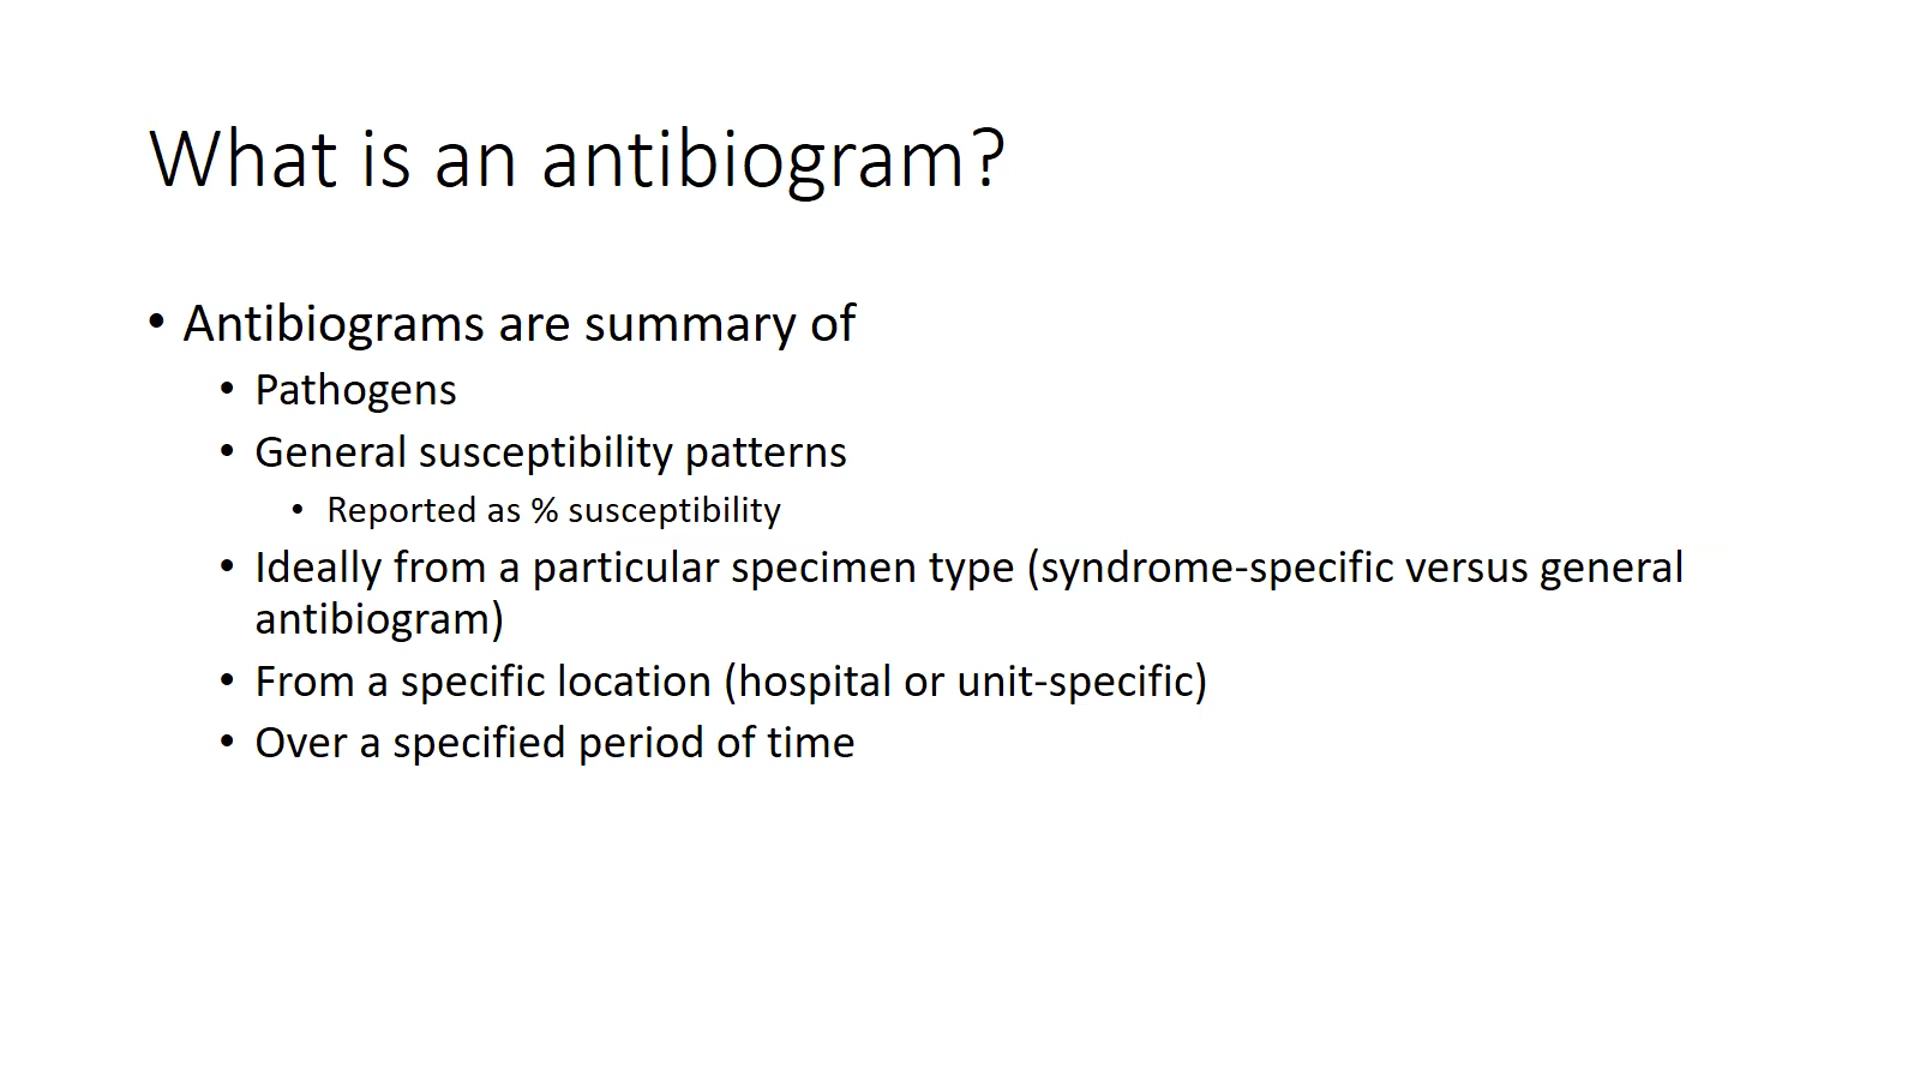 What is an antibiogram?
• Antibiograms are summary of
• Pathogens
• General susceptibility patterns
• Reported as % susceptibility
• Ideally from a particular specimen type (syndrome-specific versus general
antibiogram)
• From a specific location (hospital or unit-specific)
• Over a specified period of time